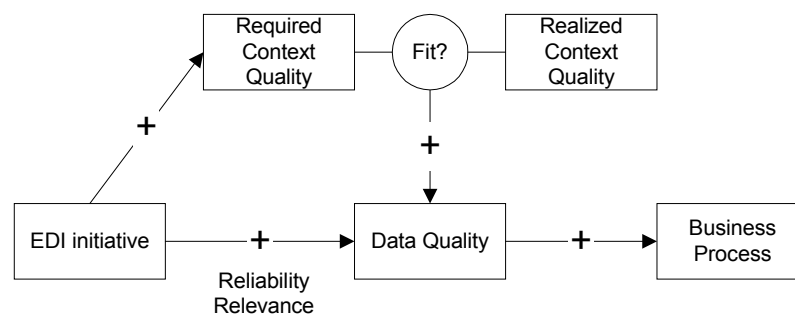 Required
Context
Quality
Fit?
Realized
Context
Quality
+
+
EDI initiative
+
Data Quality
+
Business
Process
Reliability
Relevance